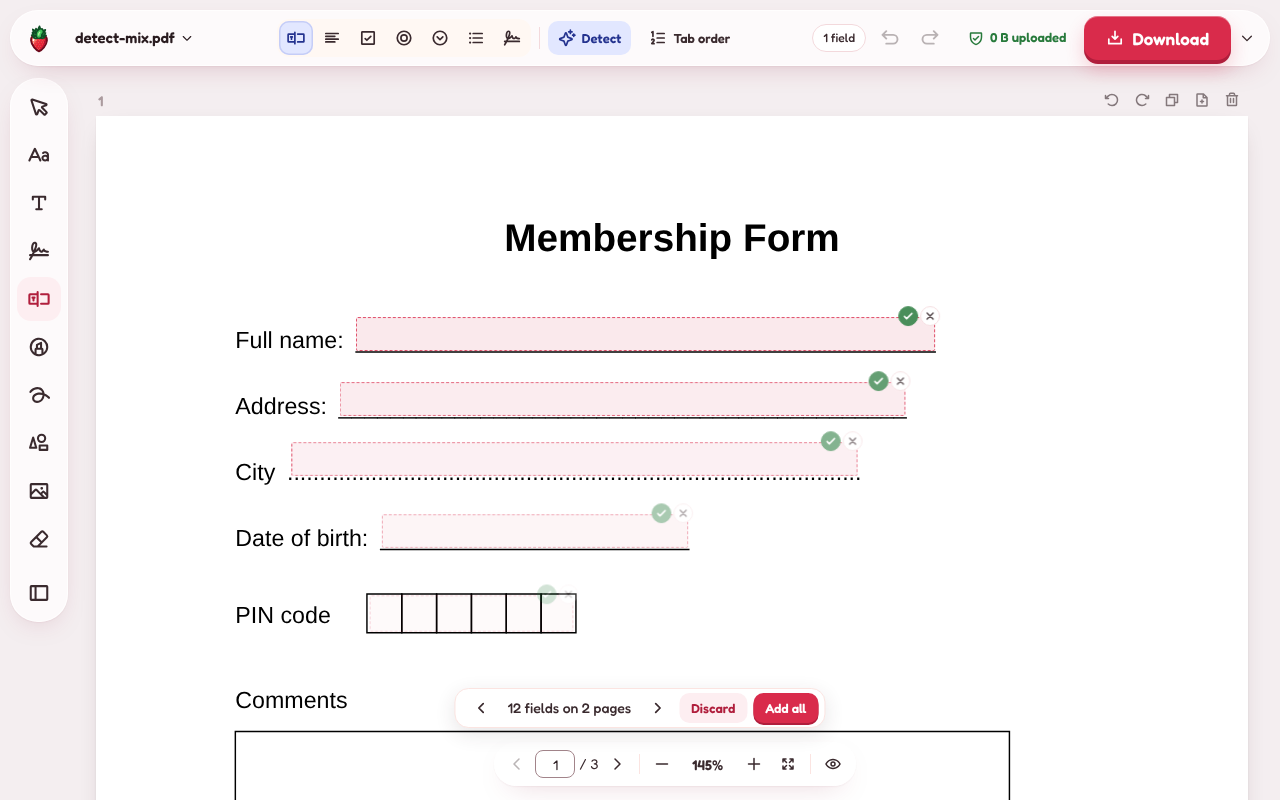 detect-mix.pdf
Detect
Tab order
1 field
0 B uploaded
Download
Aa
1
Membership Form
Full name:
Address:
City
Date of birth:
PIN code
Comments
12 fields on 2 pages
Discard
Add all
1 / 3
145%